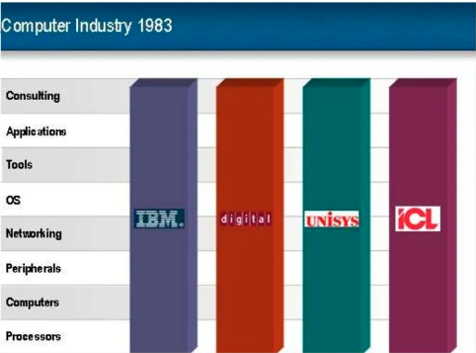 Computer Industry 1983
Consulting
Applications
Tools
OS
IBM.
digital
UNiSYS
iCL
Networking
Peripherals
Computers
Processors